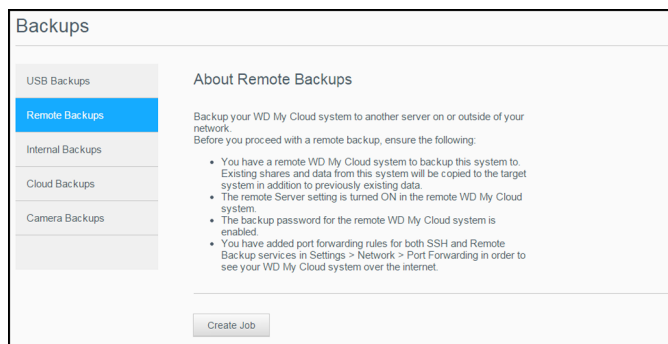 Backups
USB Backups
Remote Backups
Internal Backups
Cloud Backups
Camera Backups
About Remote Backups
Backup your WD My Cloud system to another server on or outside of your
network.
Before you proceed with a remote backup, ensure the following:
• You have a remote WD My Cloud system to backup this system to.
Existing shares and data from this system will be copied to the target
system in addition to previously existing data.
• The remote Server setting is turned ON in the remote WD My Cloud
system.
• The backup password for the remote WD My Cloud system is
enabled.
• You have added port forwarding rules for both SSH and Remote
Backup services in Settings > Network > Port Forwarding in order to
see your WD My Cloud system over the internet.
Create Job